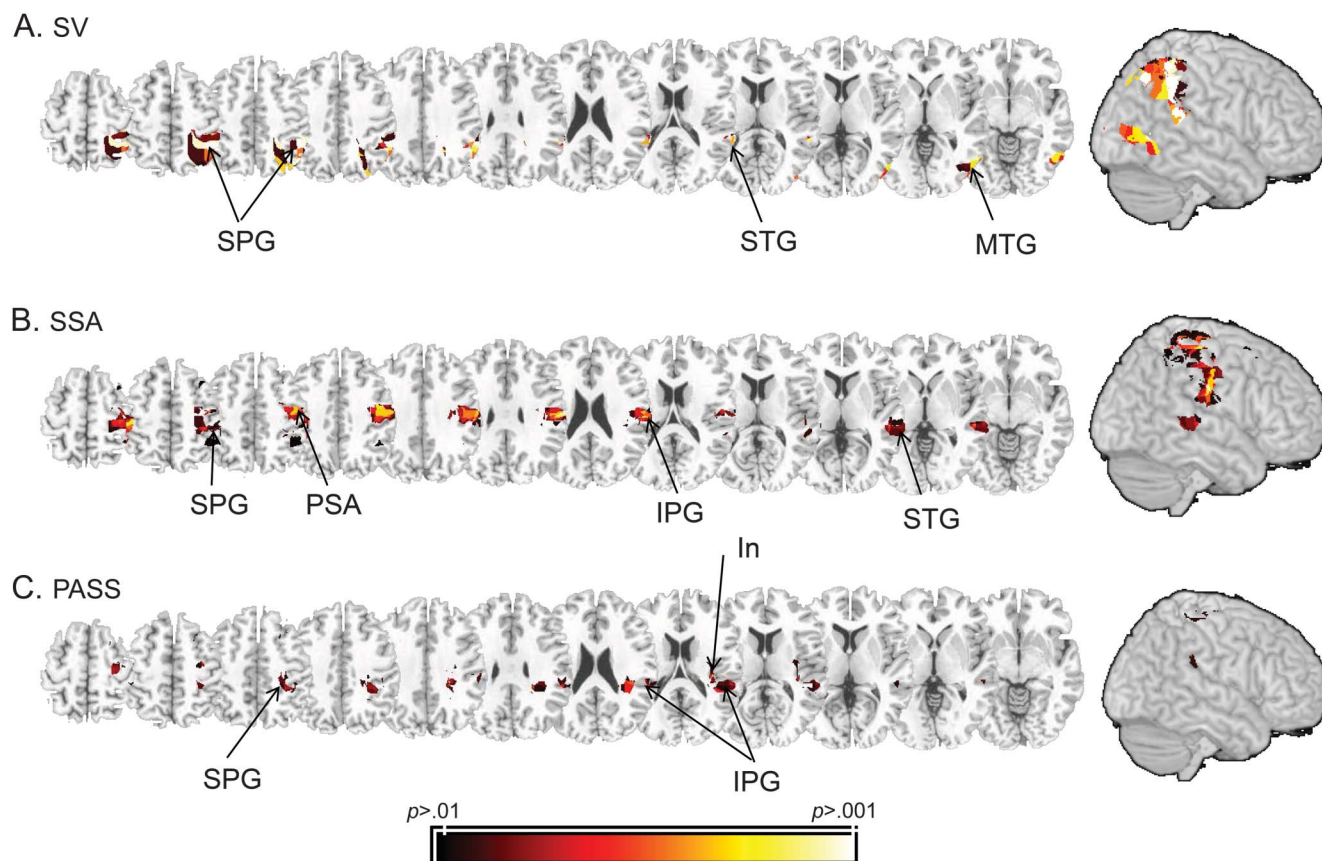 A. SV
SPG
STG
MTG
B. SSA
SPG
PSA
IPG
STG
In
C. PASS
SPG
IPG
p>.01
p>.001